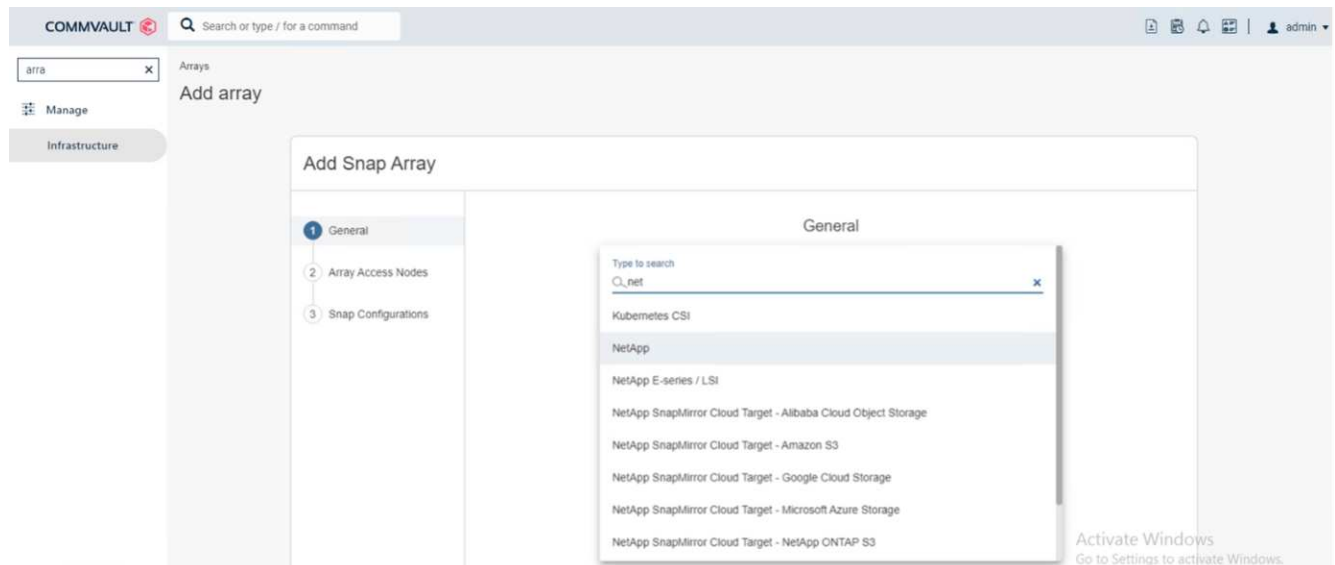 COMMVAULT
Search or type / for a command
admin
arra
Arrays
Add array
Manage
Infrastructure
Add Snap Array
1 General
2 Array Access Nodes
3 Snap Configurations
General
Type to search
net
Kubernetes CSI
NetApp
NetApp E-series / LSI
NetApp SnapMirror Cloud Target - Alibaba Cloud Object Storage
NetApp SnapMirror Cloud Target - Amazon S3
NetApp SnapMirror Cloud Target - Google Cloud Storage
NetApp SnapMirror Cloud Target - Microsoft Azure Storage
NetApp SnapMirror Cloud Target - NetApp ONTAP S3
Activate Windows
Go to Settings to activate Windows.